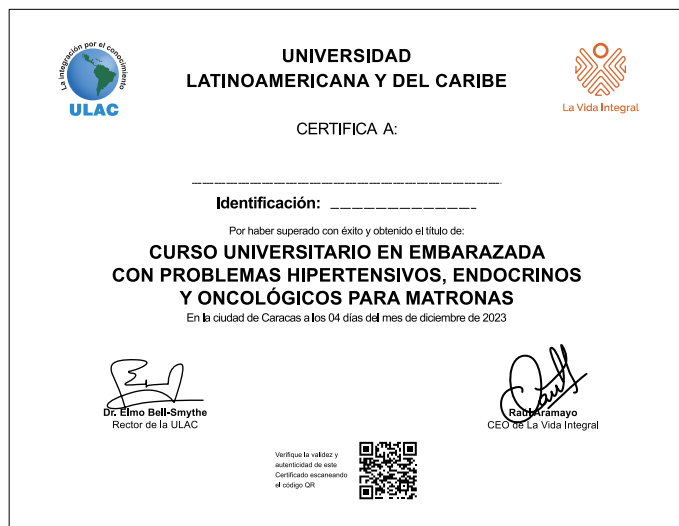 La integración por el conocimiento
ULAC
UNIVERSIDAD
LATINOAMERICANA Y DEL CARIBE
La Vida Integral
CERTIFICA A:
Identificación:
Por haber superado con éxito y obtenido el título de:
CURSO UNIVERSITARIO EN EMBARAZADA
CON PROBLEMAS HIPERTENSIVOS, ENDOCRINOS
Y ONCOLÓGICOS PARA MATRONAS
En la ciudad de Caracas a los 04 días del mes de diciembre de 2023
Dr. Elmo Bell-Smythe
Rector de la ULAC
Raúl Aramayo
CEO de La Vida Integral
Verifique la validez y
autenticidad de este
Certificado escaneando
el código QR